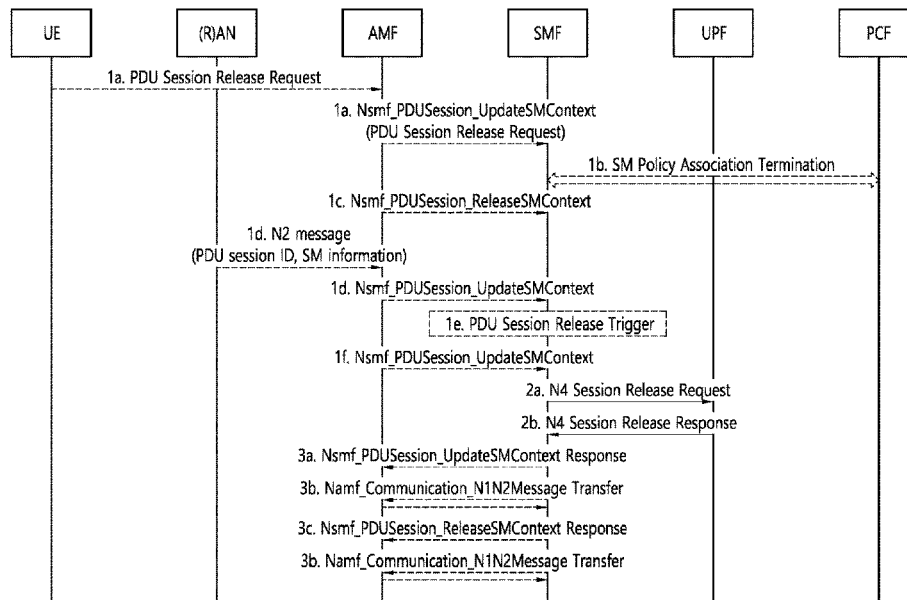 UE (R)AN AMF SMF UPF PCF
1a. PDU Session Release Request
1a. Nsmf_PDUSession_UpdateSMContext
(PDU Session Release Request)
1b. SM Policy Association Termination
1c. Nsmf_PDUSession_ReleaseSMContext
1d. N2 message
(PDU session ID, SM information)
1d. Nsmf_PDUSession_UpdateSMContext
1e. PDU Session Release Trigger
1f. Nsmf_PDUSession_UpdateSMContext
2a. N4 Session Release Request
2b. N4 Session Release Response
3a. Nsmf_PDUSession_UpdateSMContext Response
3b. Namf_Communication_N1N2Message Transfer
3c. Nsmf_PDUSession_ReleaseSMContext Response
3b. Namf_Communication_N1N2Message Transfer